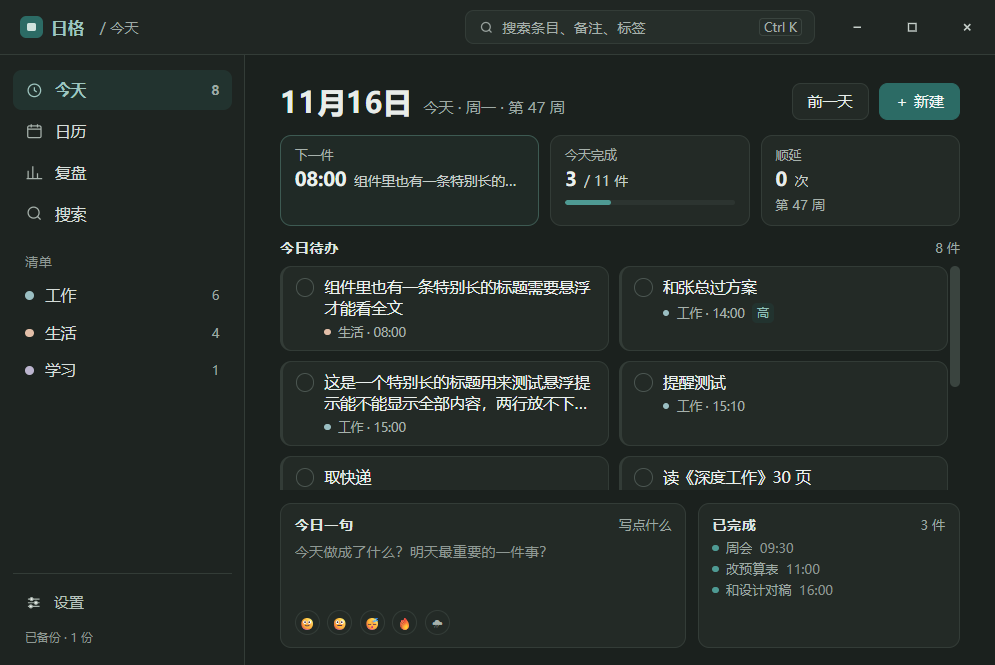 日格 / 今天
搜索条目、备注、标签 Ctrl K
今天 8
日历
复盘
搜索
清单
工作 6
生活 4
学习 1
设置
已备份 · 1 份
11月16日 今天 · 周一 · 第 47 周
前一天
+ 新建
下一件
08:00 组件里也有一条特别长的...
今天完成
3 / 11 件
顺延
0 次
第 47 周
今日待办 8 件
组件里也有一条特别长的标题需要悬浮
才能看全文
生活 · 08:00
和张总过方案
工作 · 14:00 高
这是一个特别长的标题用来测试悬浮提
示能不能显示全部内容，两行放不下...
工作 · 15:00
提醒测试
工作 · 15:10
取快递
读《深度工作》30 页
今日一句 写点什么
今天做成了什么？明天最重要的一件事？
已完成 3 件
周会 09:30
改预算表 11:00
和设计对稿 16:00